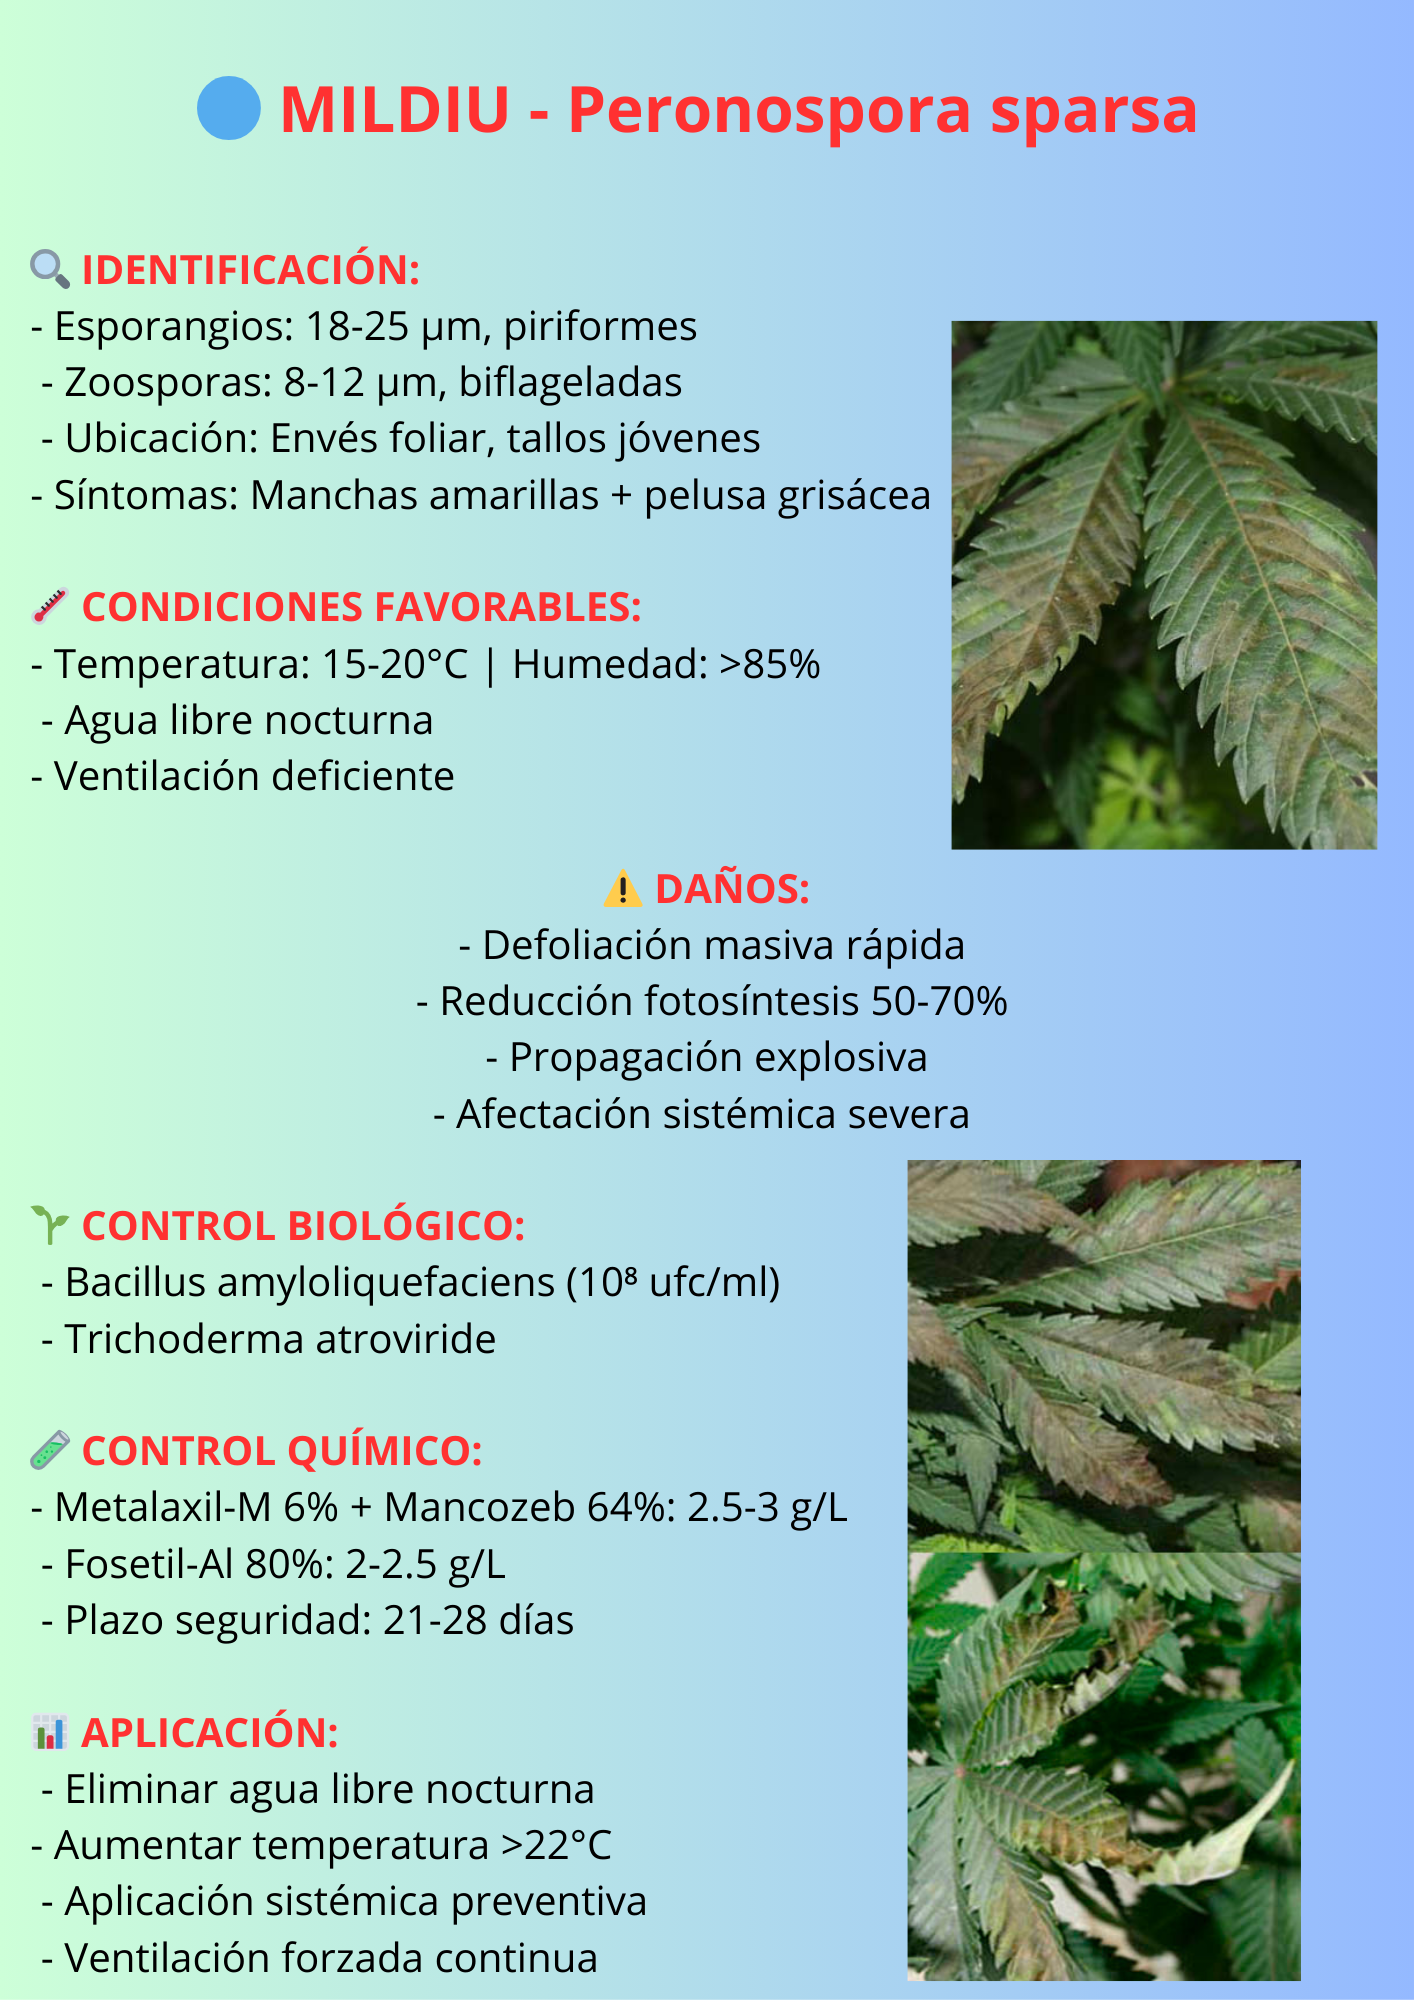 MILDIU - Peronospora sparsa
IDENTIFICACIÓN:
- Esporangios: 18-25 μm, piriformes
- Zoosporas: 8-12 μm, biflageladas
- Ubicación: Envés foliar, tallos jóvenes
- Síntomas: Manchas amarillas + pelusa grisácea
CONDICIONES FAVORABLES:
- Temperatura: 15-20°C | Humedad: >85%
- Agua libre nocturna
- Ventilación deficiente
DAÑOS:
- Defoliación masiva rápida
- Reducción fotosíntesis 50-70%
- Propagación explosiva
- Afectación sistémica severa
CONTROL BIOLÓGICO:
- Bacillus amyloliquefaciens (10⁸ ufc/ml)
- Trichoderma atroviride
CONTROL QUÍMICO:
- Metalaxil-M 6% + Mancozeb 64%: 2.5-3 g/L
- Fosetil-Al 80%: 2-2.5 g/L
- Plazo seguridad: 21-28 días
APLICACIÓN:
- Eliminar agua libre nocturna
- Aumentar temperatura >22°C
- Aplicación sistémica preventiva
- Ventilación forzada continua